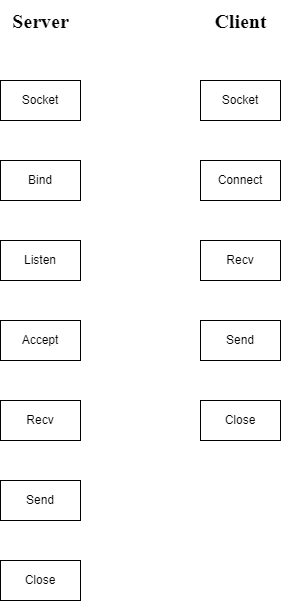 Server
Client
Socket
Socket
Bind
Connect
Listen
Recv
Accept
Send
Recv
Close
Send
Close